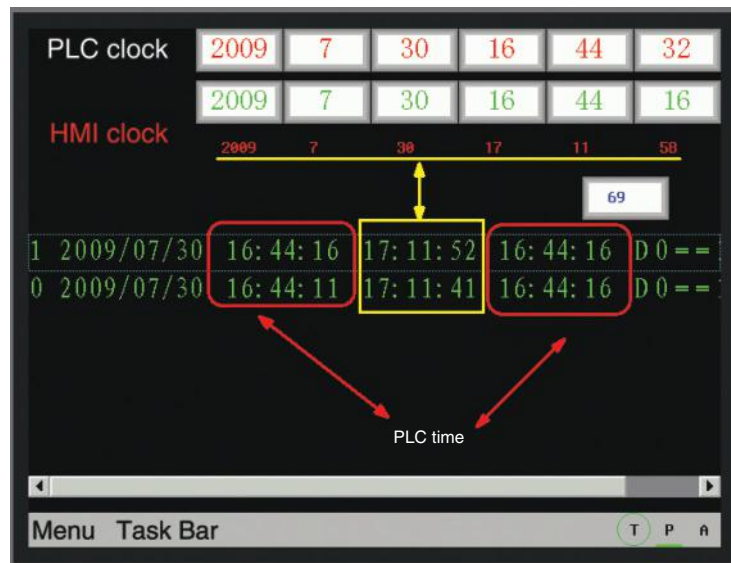 PLC clock 2009 7 30 16 44 32
2009 7 30 16 44 16
HMI clock
2009 7 30 17 11 58
69
1 2009/07/30 16:44:16 17:11:52 16:44:16 D0==
0 2009/07/30 16:44:11 17:11:41 16:44:16 D0==
PLC time
Menu Task Bar T P A